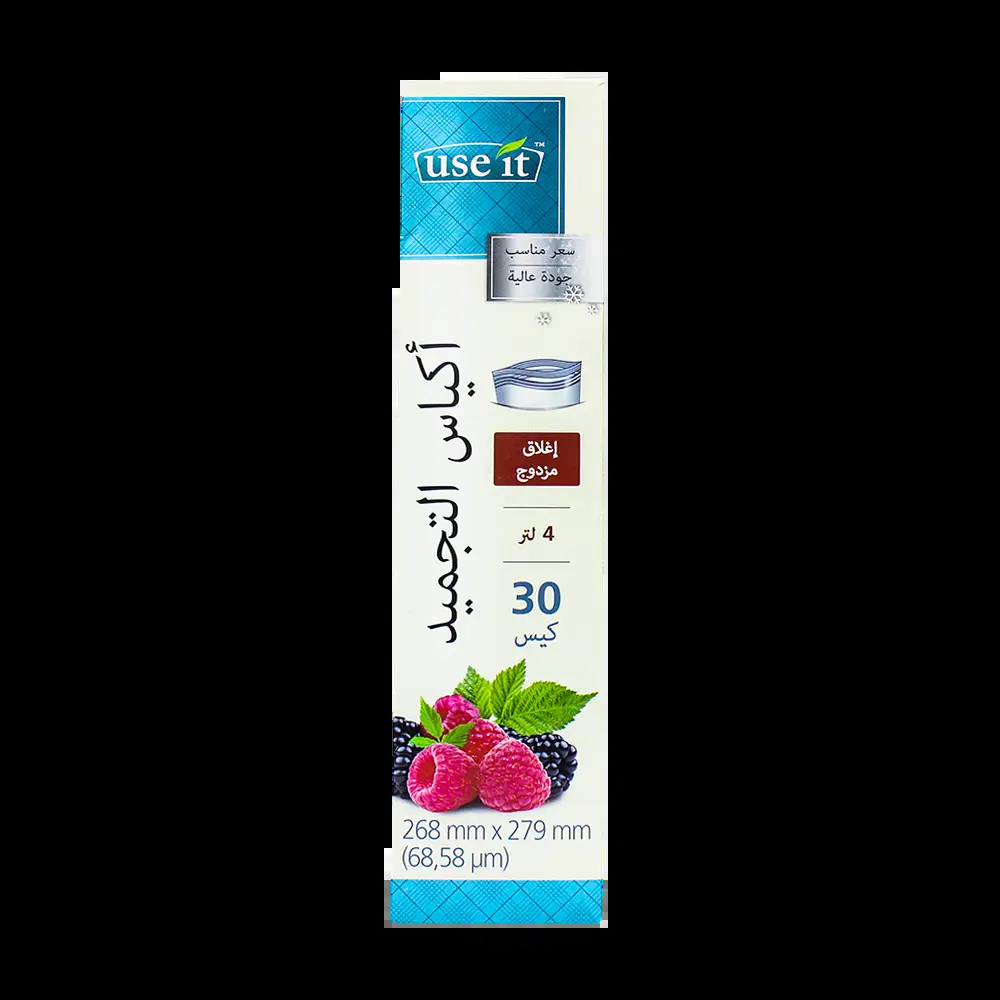 use it™
سعر مناسب
جودة عالية
أكياس التجميد
إغلاق
مزدوج
4 لتر
30
كيس
268 mm x 279 mm
(68,58 µm)